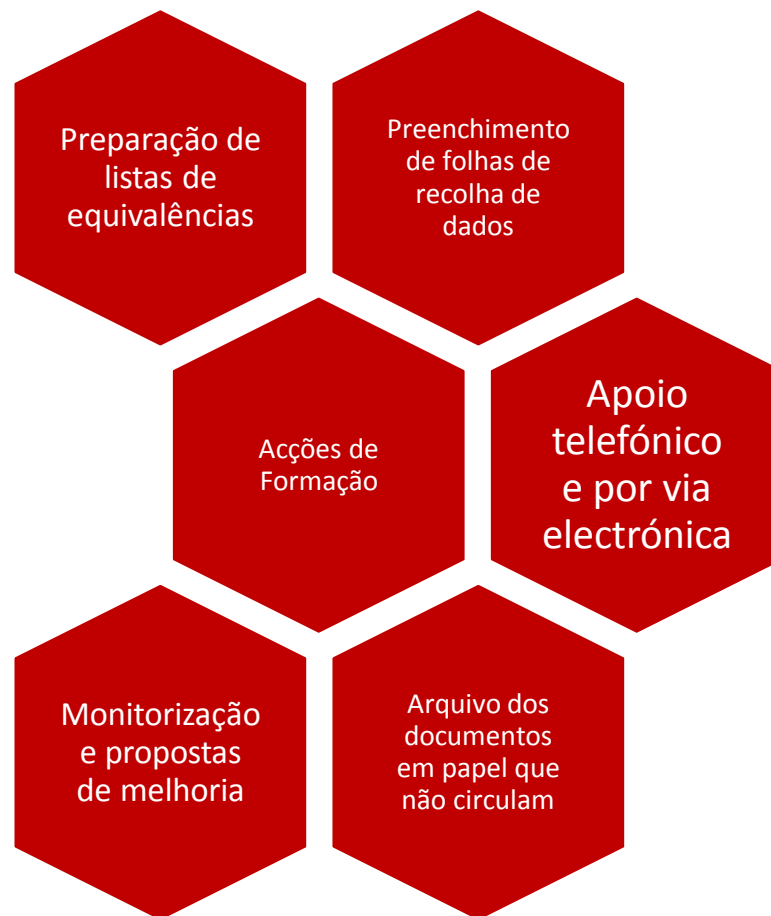 Preparação de
listas de
equivalências
Preenchimento
de folhas de
recolha de
dados
Acções de
Formação
Apoio
telefónico
e por via
electrónica
Monitorização
e propostas
de melhoria
Arquivo dos
documentos
em papel que
não circulam